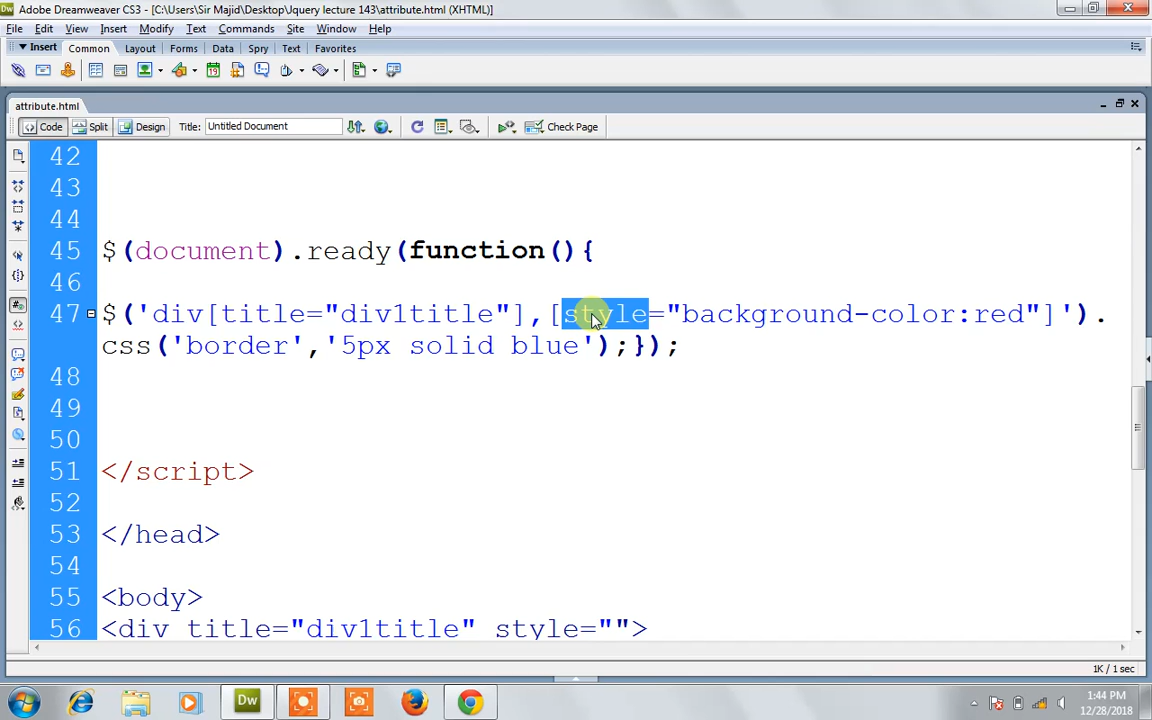 Dw Adobe Dreamweaver CS3 - [C:\Users\Sir Majid\Desktop\Jquery lecture 143\attribute.html (XHTML)]
File Edit View Insert Modify Text Commands Site Window Help
Insert Common Layout Forms Data Spry Text Favorites
attribute.html
Code Split Design Title: Untitled Document Check Page
42
43
44
45 $(document).ready(function(){
46
47 $('div[title="div1title"],[style="background-color:red"]').
css('border','5px solid blue');});
48
49
50
51 </script>
52
53 </head>
54
55 <body>
56 <div title="div1title" style="">
1K / 1 sec
Dw
1:44 PM
12/28/2018